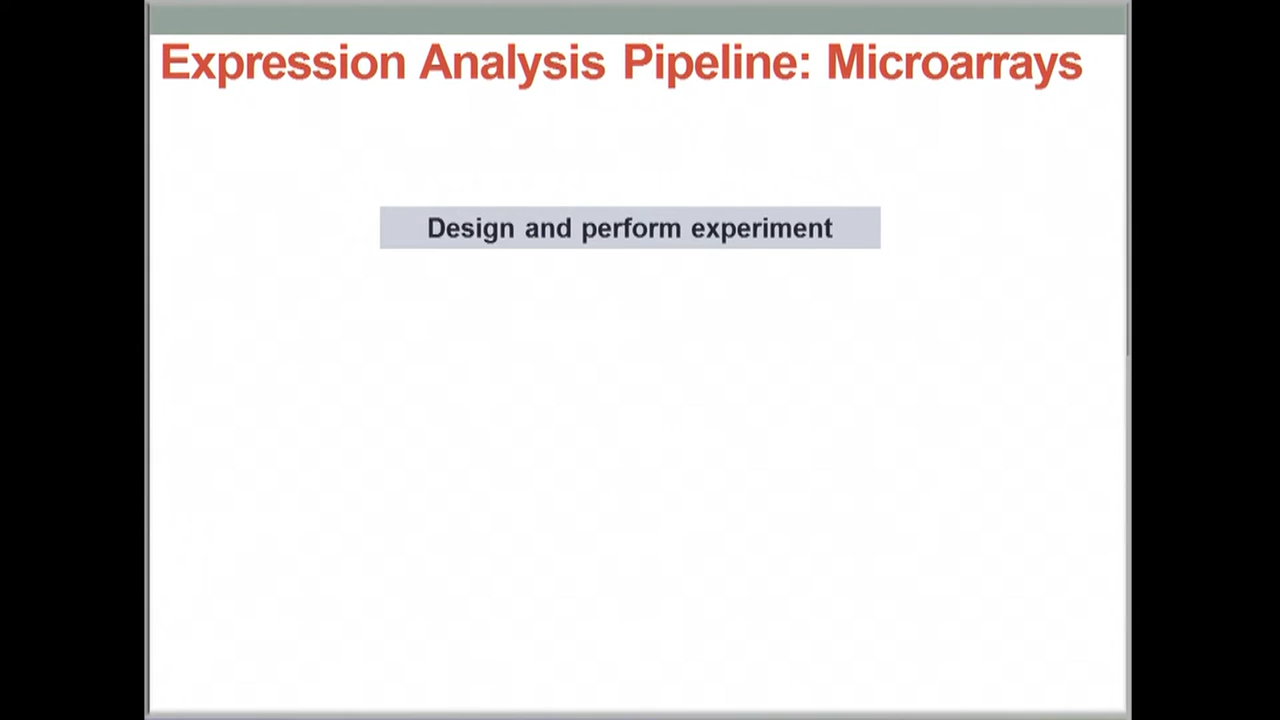 Expression Analysis Pipeline: Microarrays
Design and perform experiment